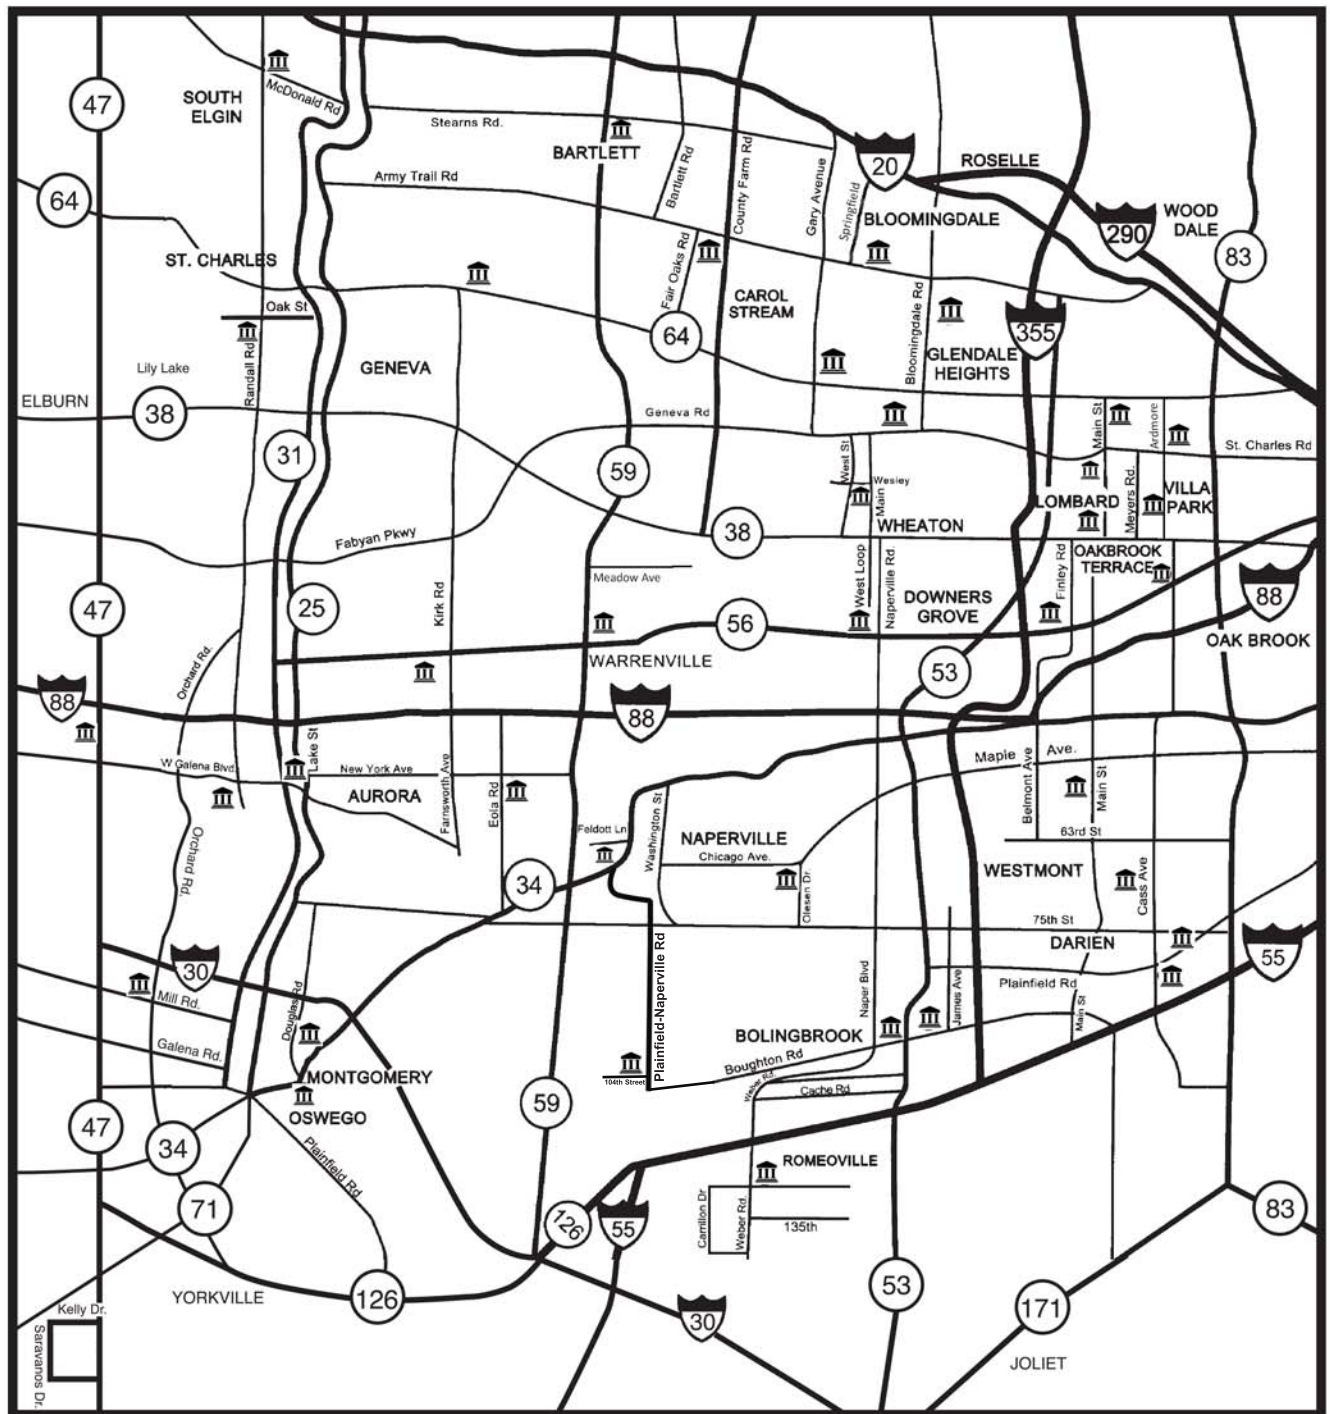 47
SOUTH
ELGIN
McDonald Rd
Stearns Rd.
BARTLETT
Bartlett Rd
County Farm Rd
Gary Avenue
Springfield
20
ROSELLE
BLOOMINGDALE
290
WOOD
DALE
83
64
Army Trail Rd
ST. CHARLES
Oak St
Randall Rd
Fair Oaks Rd
64
CAROL
STREAM
Bloomingdale Rd
GLENDALE
HEIGHTS
355
Lily Lake
ELBURN
38
GENEVA
Geneva Rd
31
59
Main St
Ardmore
St. Charles Rd
West St
Wesley
Main
LOMBARD
Meyers Rd.
VILLA
PARK
Fabyan Pkwy
38
WHEATON
OAKBROOK
TERRACE
Meadow Ave
West Loop
Naperville Rd.
Finley Rd
DOWNERS
GROVE
88
OAK BROOK
47
25
Kirk Rd
56
WARRENVILLE
53
Orchard Rd.
88
88
W Galena Blvd.
Lake St
New York Ave
AURORA
Farnsworth Ave
Eola Rd
Maple Ave.
Belmont Ave
Main St
63rd St
Feldott Ln
Washington St
NAPERVILLE
Chicago Ave.
Olesen Dr.
WESTMONT
Cass Ave
Orchard Rd.
34
75th St
DARIEN
55
30
Mill Rd.
Douglas Rd
Plainfield-Naperville Rd
Naper Blvd
James Ave
Plainfield Rd
Main St
Galena Rd.
BOLINGBROOK
Boughton Rd
104th Street
Weber Rd.
Cache Rd
MONTGOMERY
OSWEGO
59
47
34
Plainfield Rd
ROMEOVILLE
Carrillon Dr
Weber Rd.
135th
71
126
55
83
YORKVILLE
126
53
171
30
Kelly Dr.
Saravanos Dr.
JOLIET